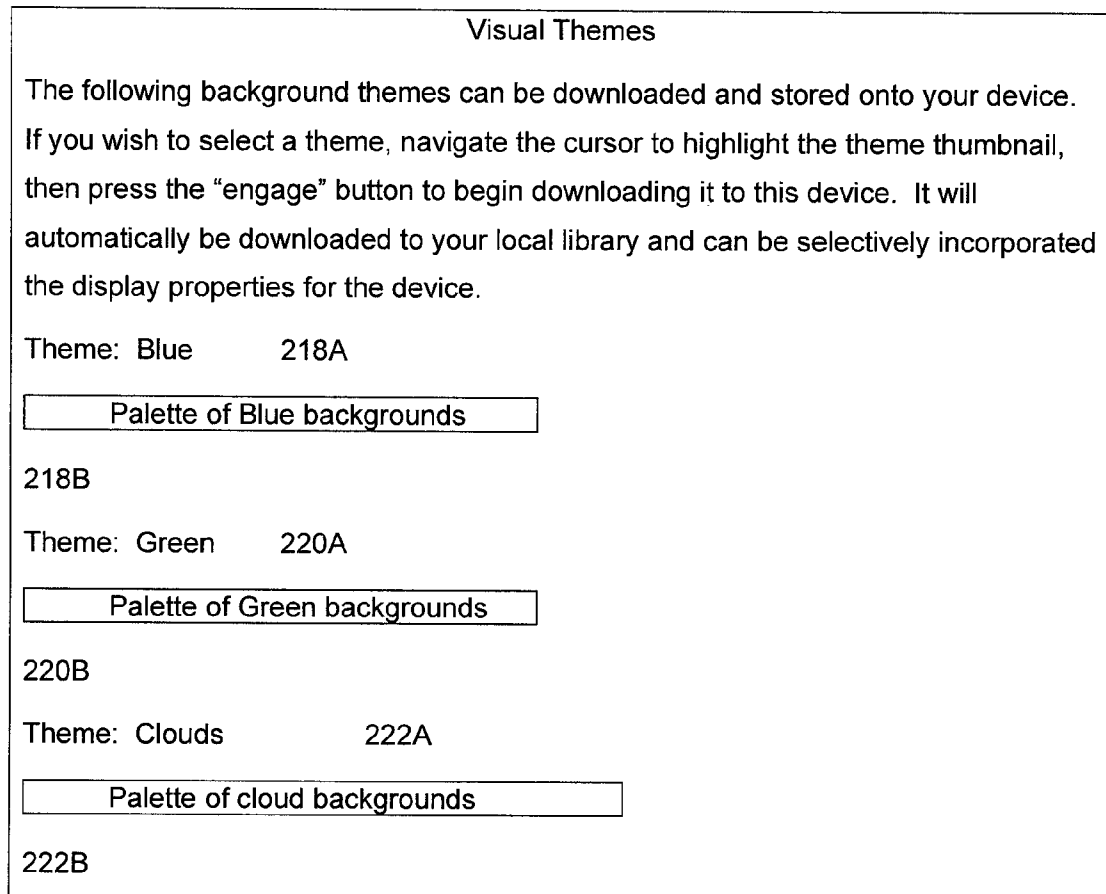 Visual Themes
The following background themes can be downloaded and stored onto your device.
If you wish to select a theme, navigate the cursor to highlight the theme thumbnail,
then press the “engage” button to begin downloading it to this device.  It will
automatically be downloaded to your local library and can be selectively incorporated
the display properties for the device.
Theme: Blue 218A
Palette of Blue backgrounds
218B
Theme: Green 220A
Palette of Green backgrounds
220B
Theme: Clouds 222A
Palette of cloud backgrounds
222B